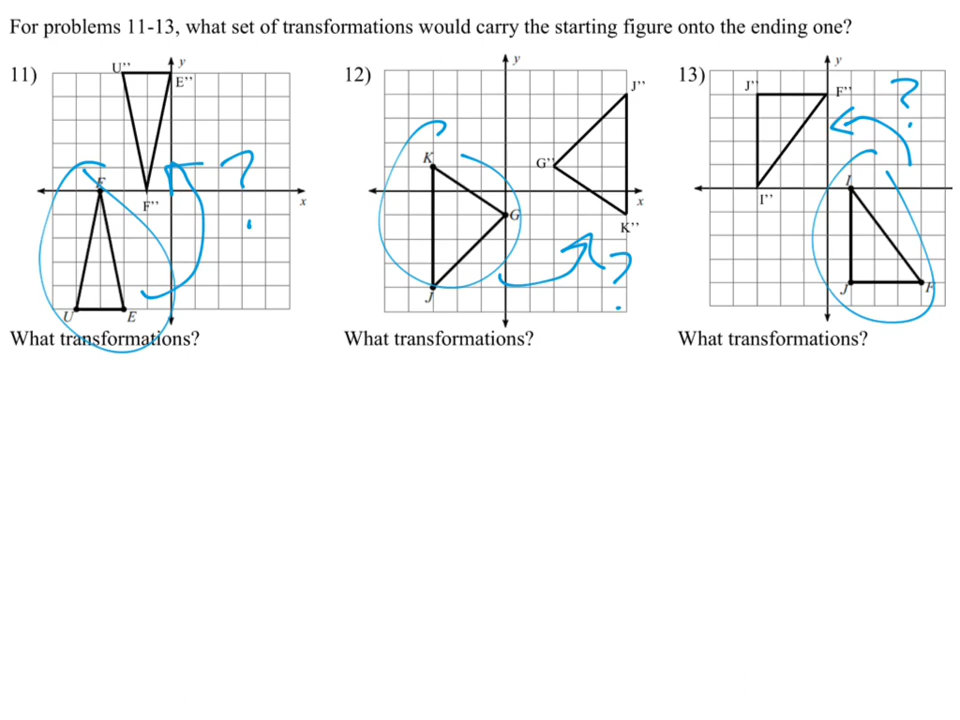 For problems 11-13, what set of transformations would carry the starting figure onto the ending one?
11)
U''
y
E''
F
?
F''
x
U
E
What transformations?
12)
y
J''
K
G''
G
x
K''
J
?
What transformations?
13)
y
J''
F''
?
I
I''
J
F
What transformations?